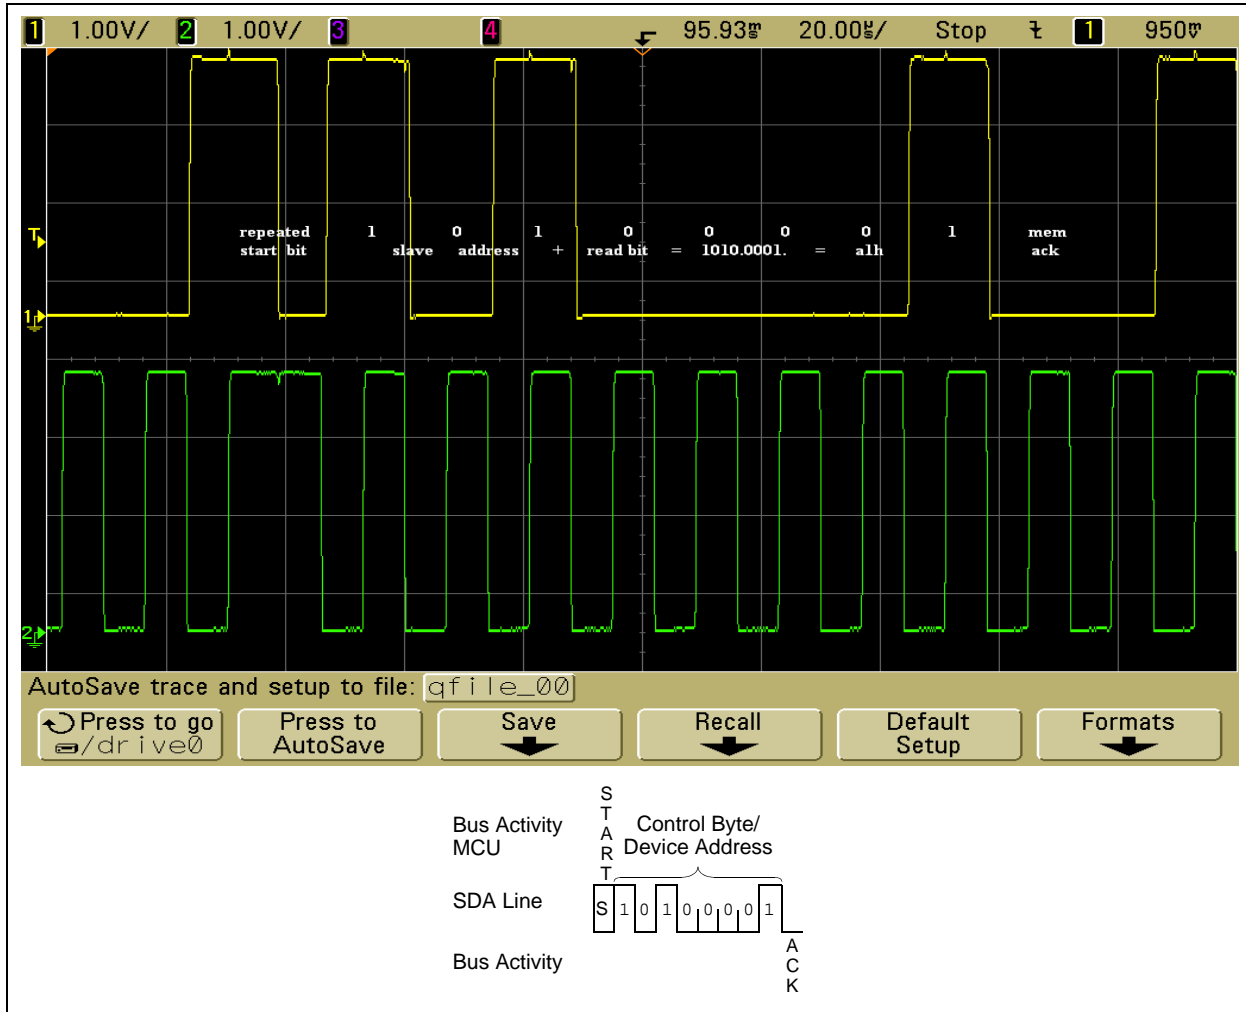 1 1.00V/ 2 1.00V/ 3 4 95.93ms 20.00us/ Stop 1 950mV
T
repeated 1 0 1 0 0 0 0 1 mem
start bit slave address + read bit = 1010.0001. = a1h ack
1
2
AutoSave trace and setup to file: qfile_00
Press to go
/drive0
Press to
AutoSave
Save
Recall
Default
Setup
Formats
S
T
A
R
T
Bus Activity
MCU
Control Byte/
Device Address
SDA Line
S 1 0 1 0 0 0 0 1
Bus Activity
A
C
K